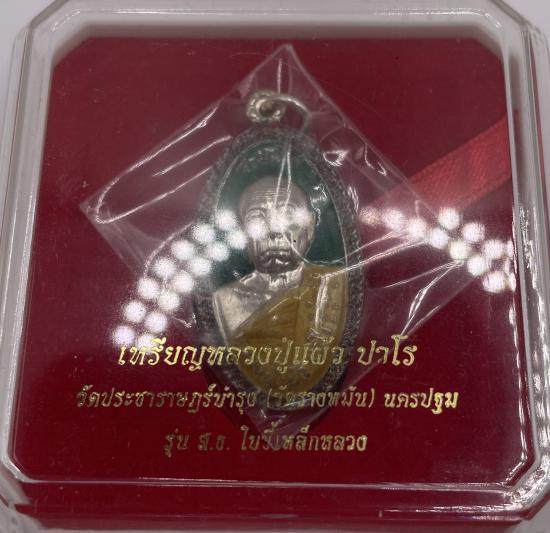 เหรียญหลวงปู่แผ้ว ปวโร
วัดประชาราษฎร์บำรุง (วัดรางหมัน) นครปฐม
รุ่น ส.ธ. ใบขี้เหล็กหลวง